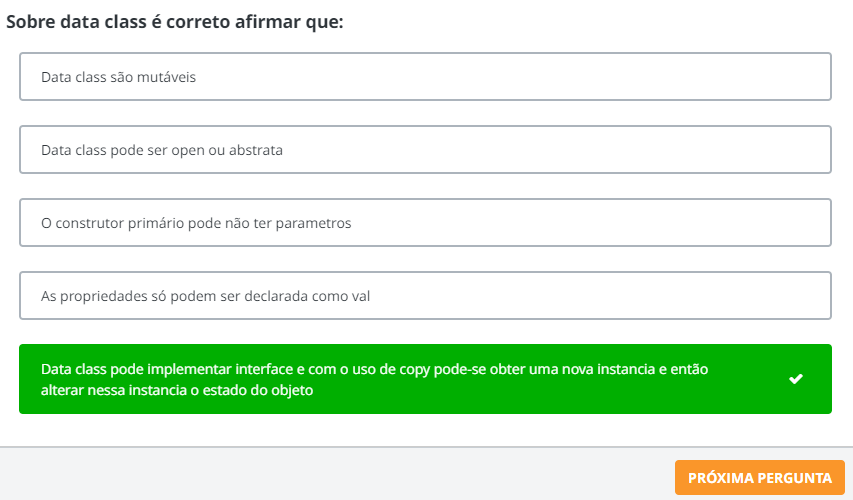 Sobre data class é correto afirmar que:
Data class são mutáveis
Data class pode ser open ou abstrata
O construtor primário pode não ter parametros
As propriedades só podem ser declarada como val
Data class pode implementar interface e com o uso de copy pode-se obter uma nova instancia e então
alterar nessa instancia o estado do objeto
PRÓXIMA PERGUNTA